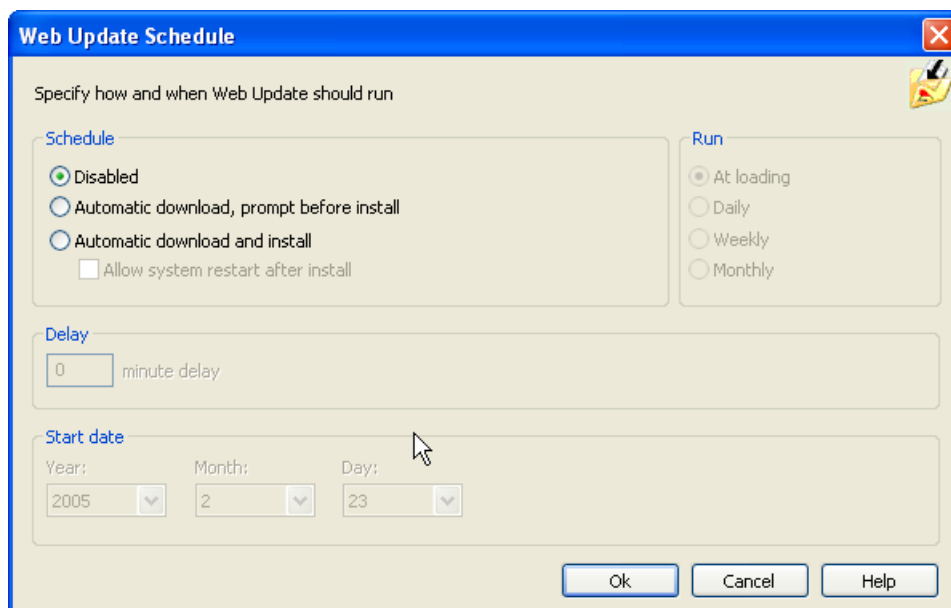 Web Update Schedule
Specify how and when Web Update should run
Schedule
Disabled
Automatic download, prompt before install
Automatic download and install
Allow system restart after install
Run
At loading
Daily
Weekly
Monthly
Delay
0 minute delay
Start date
Year: Month: Day:
2005 2 23
Ok Cancel Help